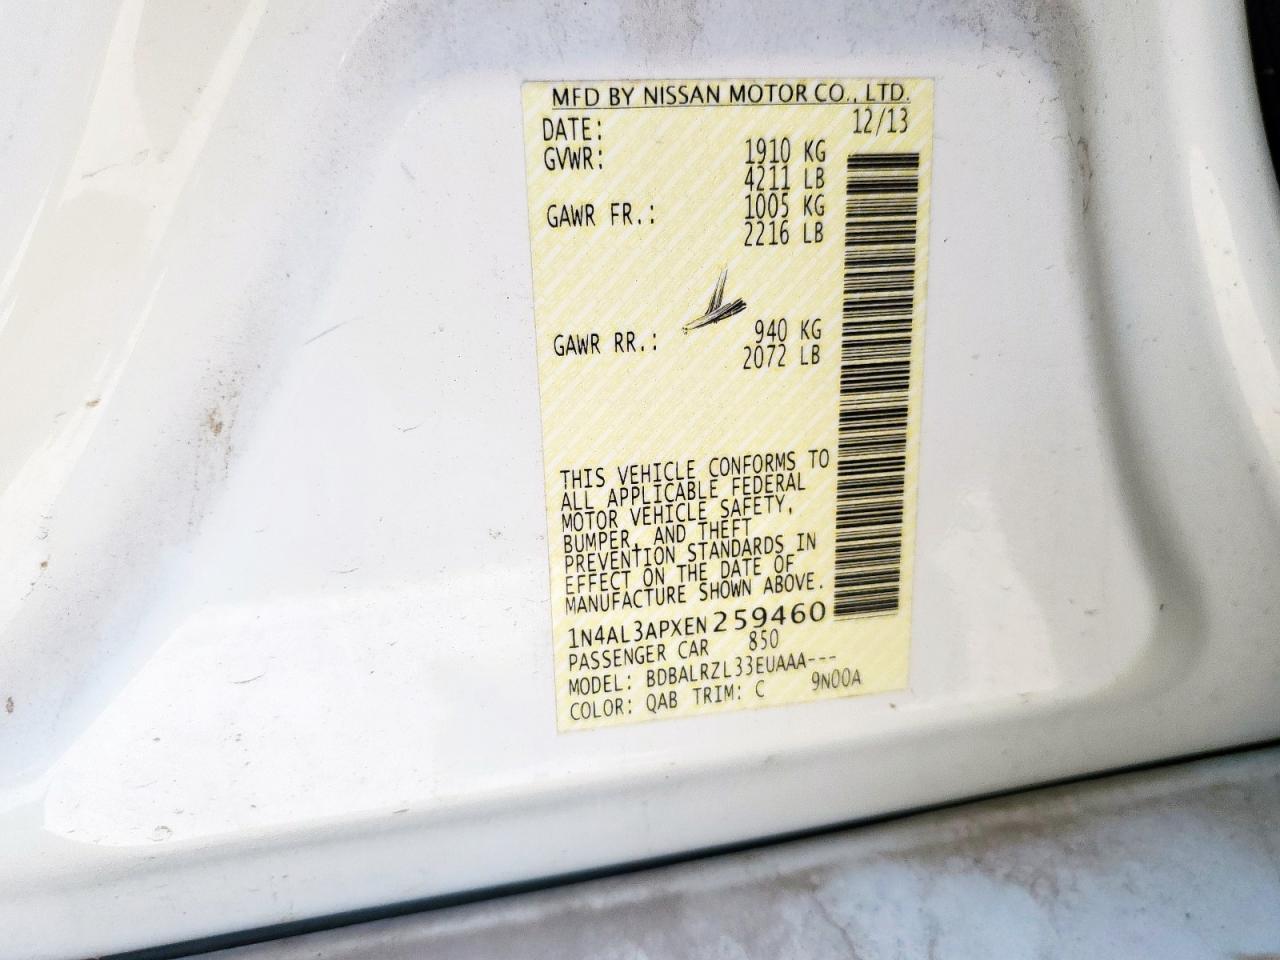 MFD BY NISSAN MOTOR CO., LTD.
DATE: 12/13
GVWR: 1910 KG
4211 LB
GAWR FR.: 1005 KG
2216 LB
GAWR RR.: 940 KG
2072 LB
THIS VEHICLE CONFORMS TO
ALL APPLICABLE FEDERAL
MOTOR VEHICLE SAFETY,
BUMPER, AND THEFT
PREVENTION STANDARDS IN
EFFECT ON THE DATE OF
MANUFACTURE SHOWN ABOVE.
1N4AL3APXEN259460
PASSENGER CAR 850
MODEL: BDBALRZL33EUAAA---
COLOR: QAB TRIM: C 9N00A